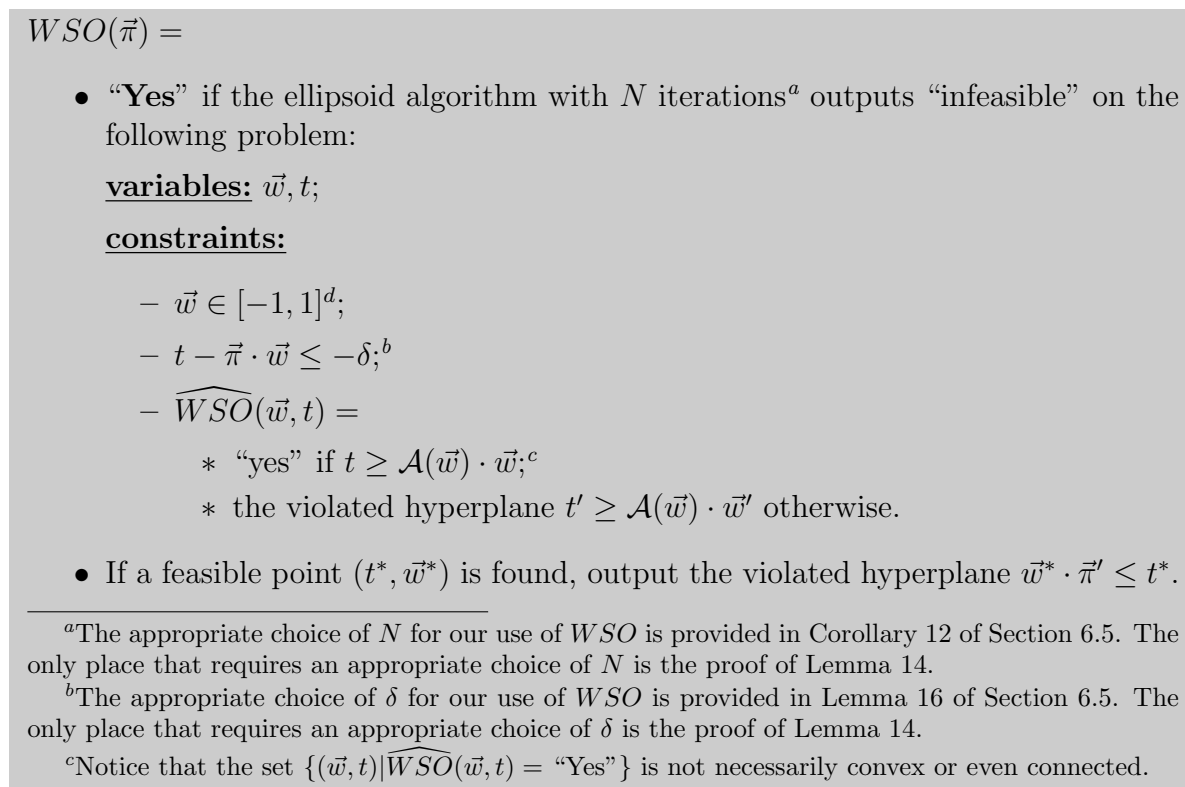 WSO(π⃗) =
• “Yes” if the ellipsoid algorithm with N iterations^a outputs “infeasible” on the
following problem:
variables: w⃗, t;
constraints:
– w⃗ ∈ [−1, 1]^d;
– t − π⃗ · w⃗ ≤ −δ;^b
– \widehat{WSO}(w⃗, t) =
∗ “yes” if t ≥ 𝒜(w⃗) · w⃗;^c
∗ the violated hyperplane t′ ≥ 𝒜(w⃗) · w⃗′ otherwise.
• If a feasible point (t*, w⃗*) is found, output the violated hyperplane w⃗* · π⃗′ ≤ t*.
^aThe appropriate choice of N for our use of WSO is provided in Corollary 12 of Section 6.5. The
only place that requires an appropriate choice of N is the proof of Lemma 14.
^bThe appropriate choice of δ for our use of WSO is provided in Lemma 16 of Section 6.5. The
only place that requires an appropriate choice of δ is the proof of Lemma 14.
^cNotice that the set {(w⃗, t)|\widehat{WSO}(w⃗, t) = “Yes”} is not necessarily convex or even connected.